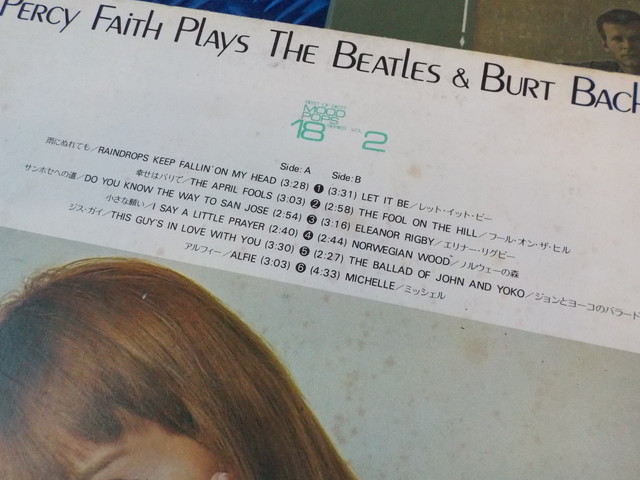 PERCY FAITH PLAYS THE BEATLES & BURT BACH
MOOD
POPS
18 2
Side: A Side: B
雨にぬれても/RAINDROPS KEEP FALLIN' ON MY HEAD (3:28) ❶ (3:31) LET IT BE/レット・イット・ビー
幸せはパリで/THE APRIL FOOLS (3:03) ❷ (2:58) THE FOOL ON THE HILL/フール・オン・ザ・ヒル
サンホセへの道/DO YOU KNOW THE WAY TO SAN JOSE (2:54) ❸ (3:16) ELEANOR RIGBY/エリナー・リグビー
小さな願い/I SAY A LITTLE PRAYER (2:40) ❹ (2:44) NORWEGIAN WOOD/ノルウェーの森
ジス・ガイ/THIS GUY'S IN LOVE WITH YOU (3:30) ❺ (2:27) THE BALLAD OF JOHN AND YOKO/ジョンとヨーコのバラード
アルフィー/ALFIE (3:03) ❻ (4:33) MICHELLE/ミッシェル